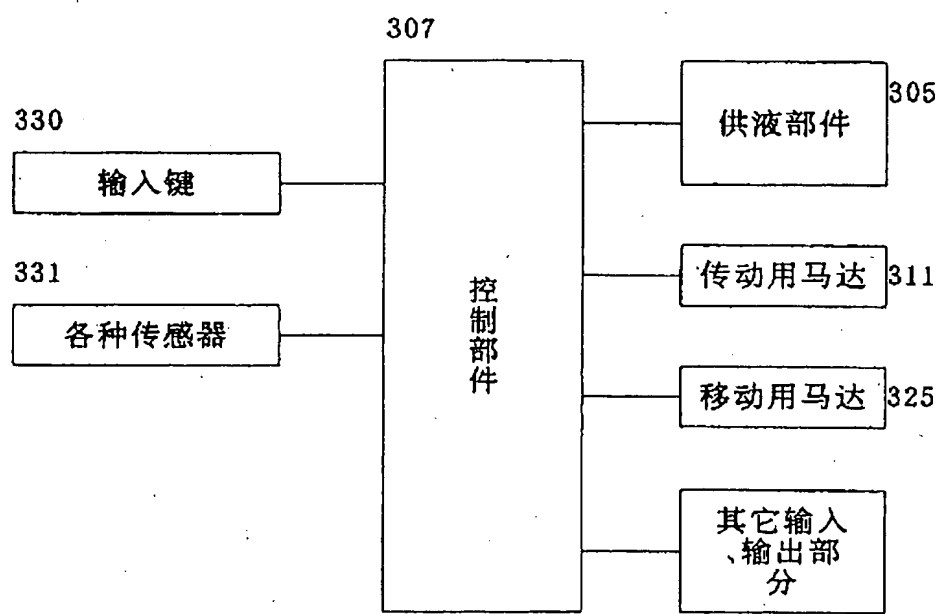 307
330
输入键
331
各种传感器
控制部件
供液部件
305
传动用马达
311
移动用马达
325
其它输入
、输出部
分